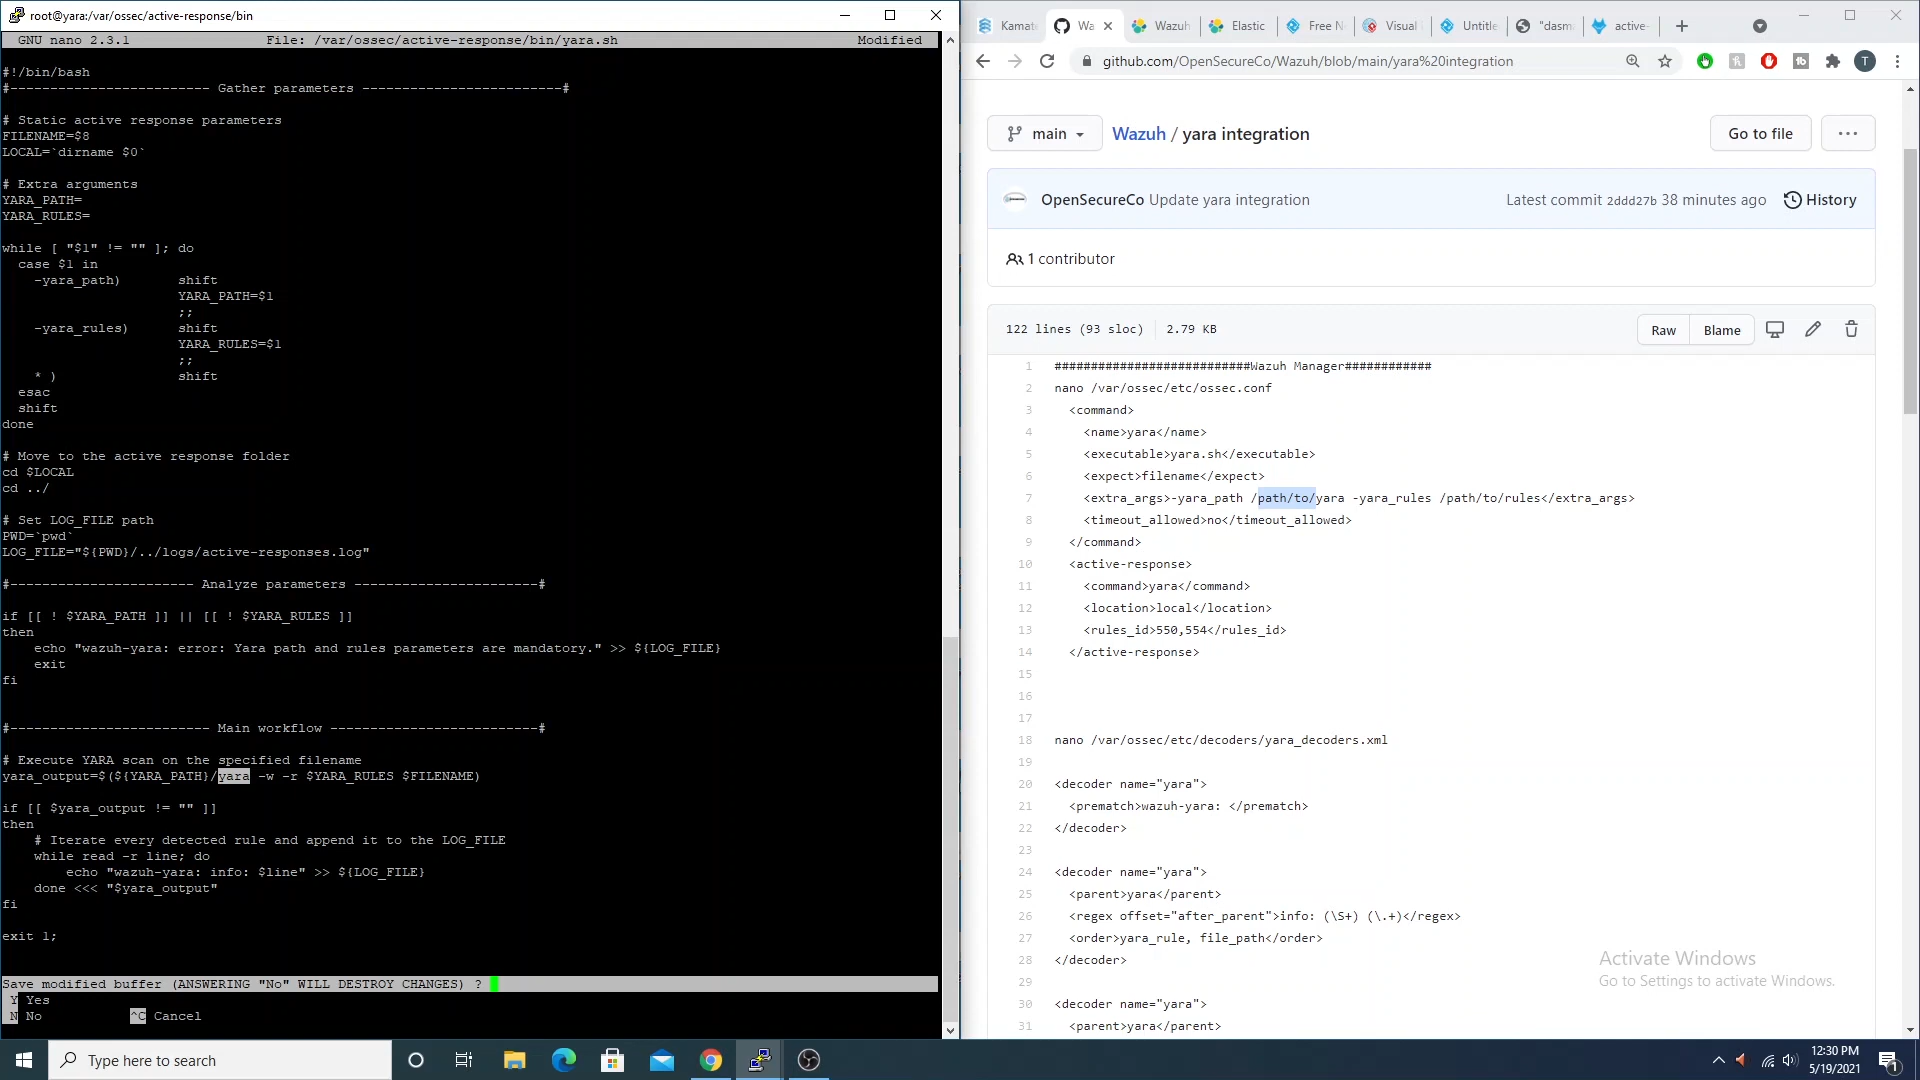 root@yara:/var/ossec/active-response/bin
GNU nano 2.3.1 File: /var/ossec/active-response/bin/yara.sh Modified
#!/bin/bash
#------------------------- Gather parameters -------------------------#
# Static active response parameters
FILENAME=$8
LOCAL=`dirname $0`
# Extra arguments
YARA_PATH=
YARA_RULES=
while [ "$1" != "" ]; do
case $1 in
-yara_path) shift
YARA_PATH=$1
;;
-yara_rules) shift
YARA_RULES=$1
;;
* ) shift
esac
shift
done
# Move to the active response folder
cd $LOCAL
cd ../
# Set LOG_FILE path
PWD=`pwd`
LOG_FILE="${PWD}/../logs/active-responses.log"
#----------------------- Analyze parameters -----------------------#
if [[ ! $YARA_PATH ]] || [[ ! $YARA_RULES ]]
then
echo "wazuh-yara: error: Yara path and rules parameters are mandatory." >> ${LOG_FILE}
exit
fi
#------------------------- Main workflow --------------------------#
# Execute YARA scan on the specified filename
yara_output=$(${YARA_PATH}/yara -w -r $YARA_RULES $FILENAME)
if [[ $yara_output != "" ]]
then
# Iterate every detected rule and append it to the LOG_FILE
while read -r line; do
echo "wazuh-yara: info: $line" >> ${LOG_FILE}
done <<< "$yara_output"
fi
exit 1;
Save modified buffer (ANSWERING "No" WILL DESTROY CHANGES) ?
Y Yes
N No ^C Cancel
Kamate Wa Wazuh Elastic Free N Visual Untitle "dasm active-
github.com/OpenSecureCo/Wazuh/blob/main/yara%20integration
T
main Wazuh / yara integration Go to file
OpenSecureCo Update yara integration Latest commit 2ddd27b 38 minutes ago History
1 contributor
122 lines (93 sloc) 2.79 KB Raw Blame
1 ###########################Wazuh Manager############
2 nano /var/ossec/etc/ossec.conf
3 <command>
4 <name>yara</name>
5 <executable>yara.sh</executable>
6 <expect>filename</expect>
7 <extra_args>-yara_path /path/to/yara -yara_rules /path/to/rules</extra_args>
8 <timeout_allowed>no</timeout_allowed>
9 </command>
10 <active-response>
11 <command>yara</command>
12 <location>local</location>
13 <rules_id>550,554</rules_id>
14 </active-response>
15
16
17
18 nano /var/ossec/etc/decoders/yara_decoders.xml
19
20 <decoder name="yara">
21 <prematch>wazuh-yara: </prematch>
22 </decoder>
23
24 <decoder name="yara">
25 <parent>yara</parent>
26 <regex offset="after_parent">info: (\S+) (\.+)</regex>
27 <order>yara_rule, file_path</order>
28 </decoder>
29
30 <decoder name="yara">
31 <parent>yara</parent>
Activate Windows
Go to Settings to activate Windows.
Type here to search
12:30 PM
5/19/2021
1